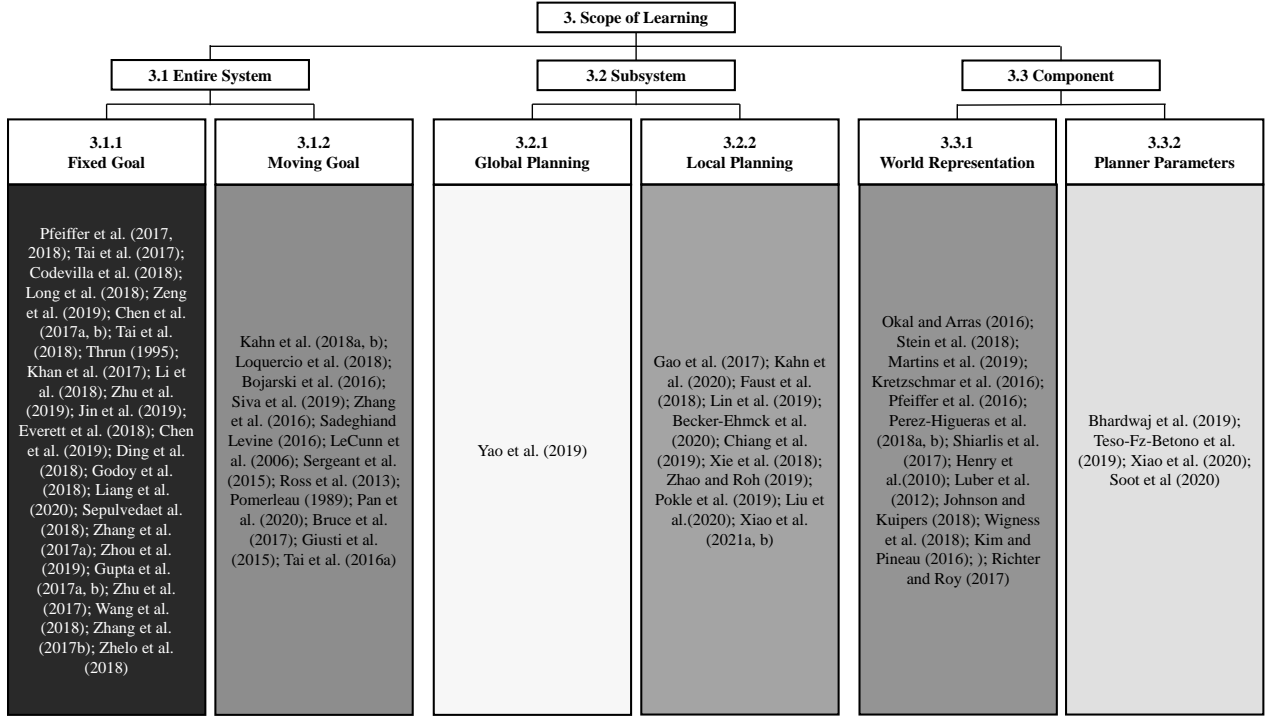 3. Scope of Learning
3.1 Entire System
3.2 Subsystem
3.3 Component
3.1.1
Fixed Goal
3.1.2
Moving Goal
3.2.1
Global Planning
3.2.2
Local Planning
3.3.1
World Representation
3.3.2
Planner Parameters
Pfeiffer et al. (2017,
2018); Tai et al. (2017);
Codevilla et al. (2018);
Long et al. (2018); Zeng
et al. (2019); Chen et al.
(2017a, b); Tai et al.
(2018); Thrun (1995);
Khan et al. (2017); Li et
al. (2018); Zhu et al.
(2019); Jin et al. (2019);
Everett et al. (2018); Chen
et al. (2019); Ding et al.
(2018); Godoy et al.
(2018); Liang et al.
(2020); Sepulvedaet al.
(2018); Zhang et al.
(2017a); Zhou et al.
(2019); Gupta et al.
(2017a, b); Zhu et al.
(2017); Wang et al.
(2018); Zhang et al.
(2017b); Zhelo et al.
(2018)
Kahn et al. (2018a, b);
Loquercio et al. (2018);
Bojarski et al. (2016);
Siva et al. (2019); Zhang
et al. (2016); Sadeghiand
Levine (2016); LeCunn et
al. (2006); Sergeant et al.
(2015); Ross et al. (2013);
Pomerleau (1989); Pan et
al. (2020); Bruce et al.
(2017); Giusti et al.
(2015); Tai et al. (2016a)
Yao et al. (2019)
Gao et al. (2017); Kahn et
al. (2020); Faust et al.
(2018); Lin et al. (2019);
Becker-Ehmck et al.
(2020); Chiang et al.
(2019); Xie et al. (2018);
Zhao and Roh (2019);
Pokle et al. (2019); Liu et
al.(2020); Xiao et al.
(2021a, b)
Okal and Arras (2016);
Stein et al. (2018);
Martins et al. (2019);
Kretzschmar et al. (2016);
Pfeiffer et al. (2016);
Perez-Higueras et al.
(2018a, b); Shiarlis et al.
(2017); Henry et
al.(2010); Luber et al.
(2012); Johnson and
Kuipers (2018); Wigness
et al. (2018); Kim and
Pineau (2016); ); Richter
and Roy (2017)
Bhardwaj et al. (2019);
Teso-Fz-Betono et al.
(2019); Xiao et al. (2020);
Soot et al (2020)